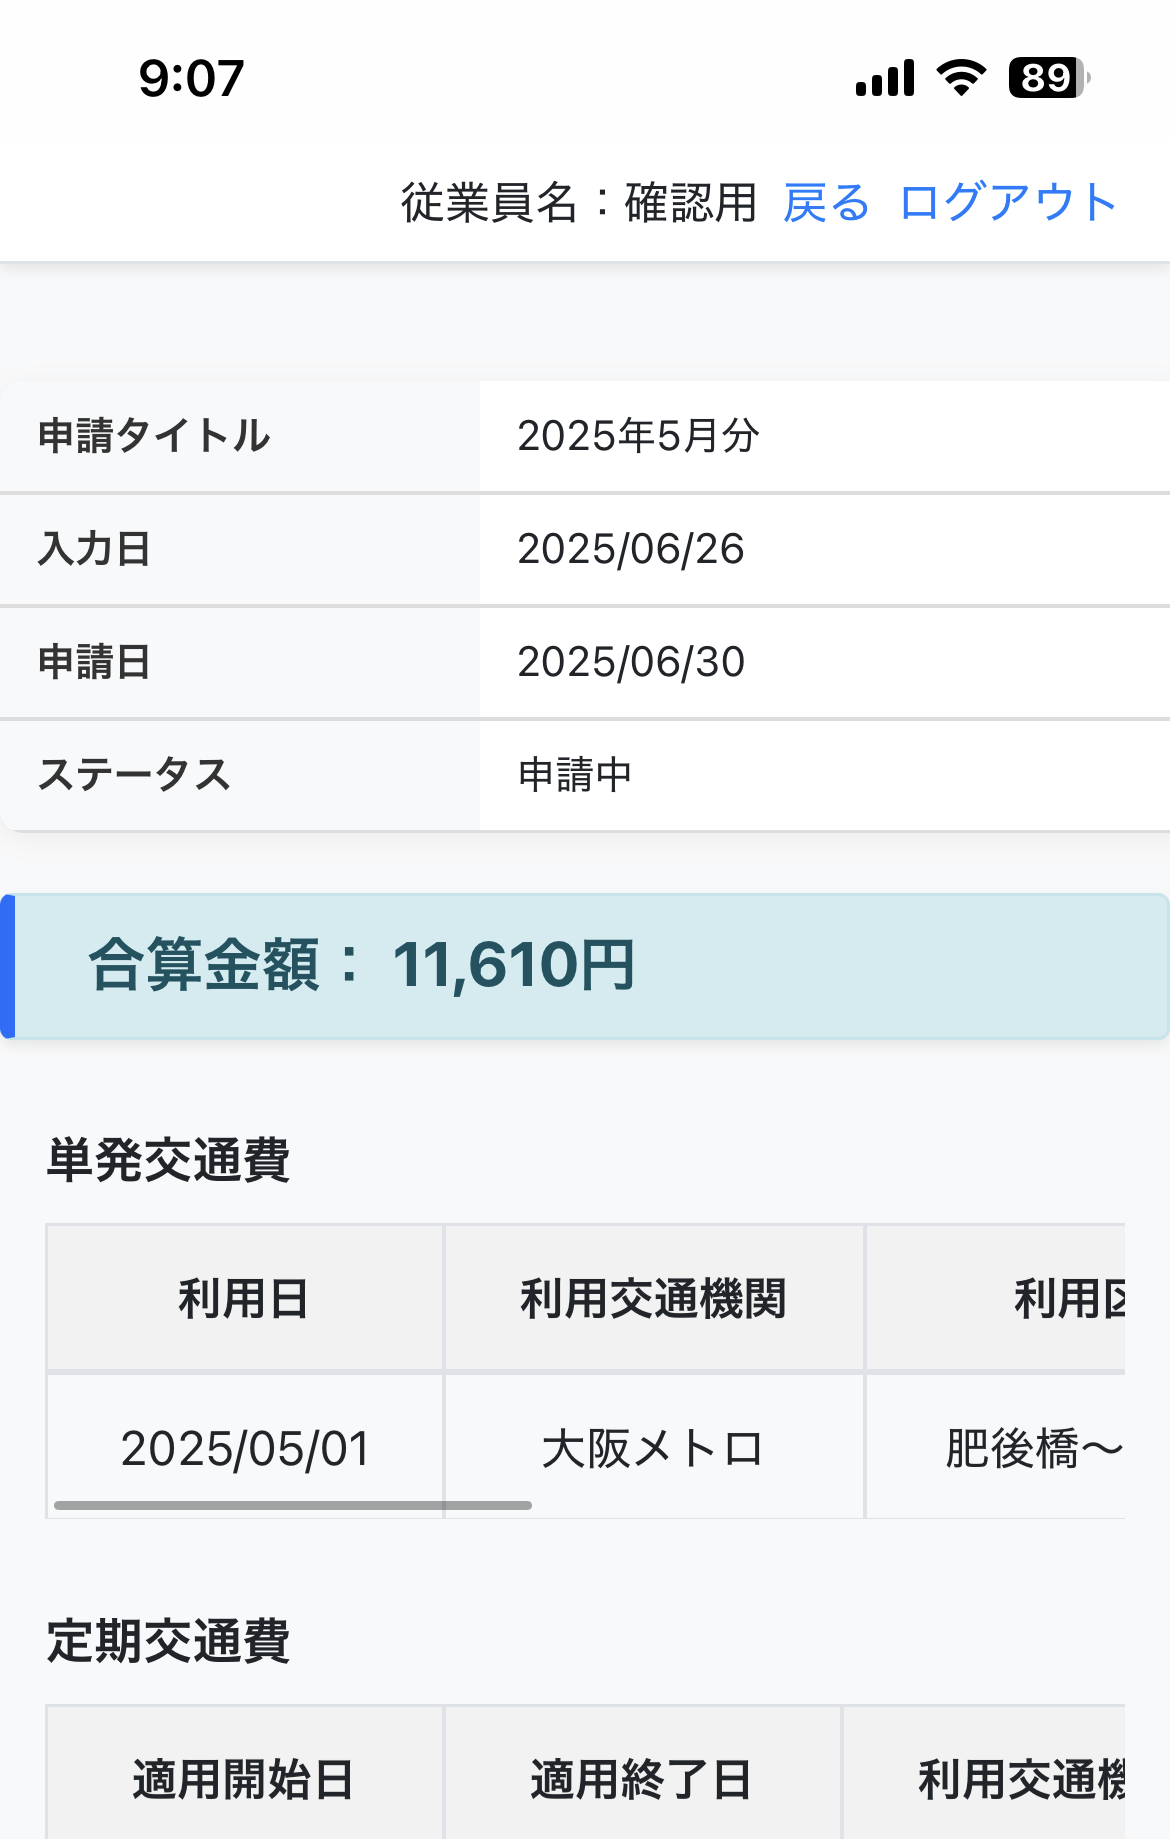 9:07
89
従業員名：確認用 戻る ログアウト
申請タイトル 2025年5月分
入力日 2025/06/26
申請日 2025/06/30
ステータス 申請中
合算金額： 11,610円
単発交通費
利用日 利用交通機関 利用区
2025/05/01 大阪メトロ 肥後橋～
定期交通費
適用開始日 適用終了日 利用交通機